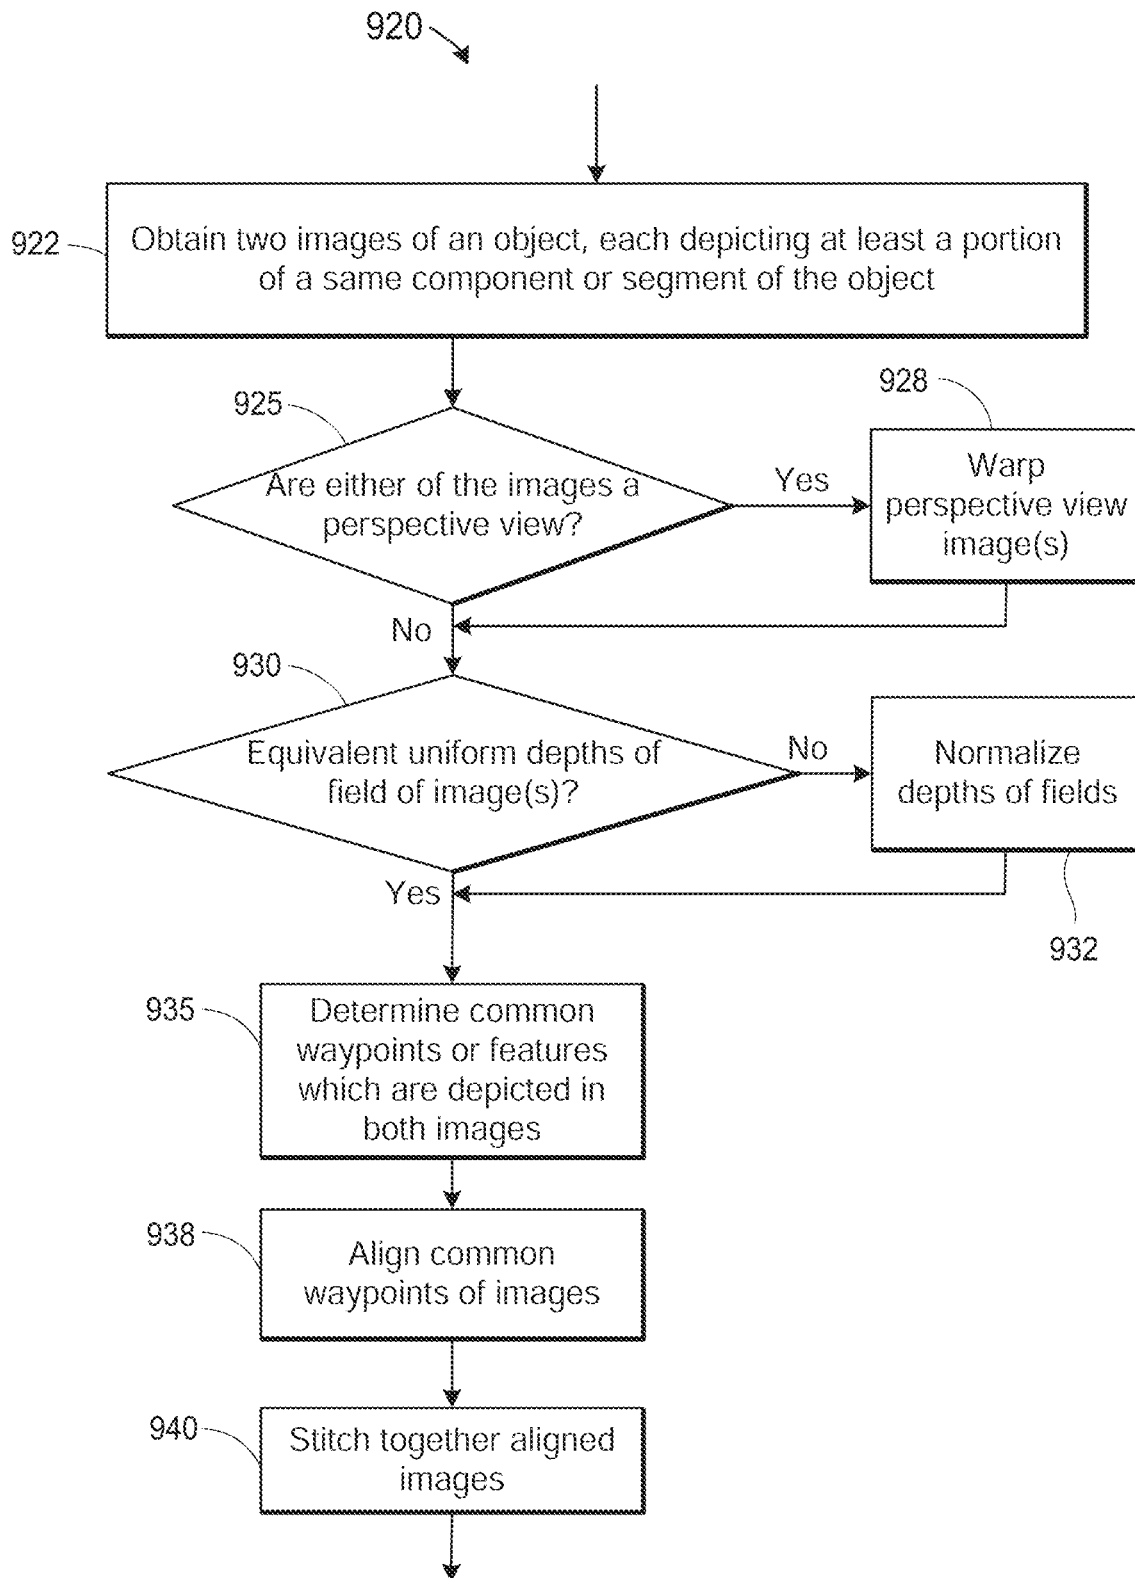 920
922
Obtain two images of an object, each depicting at least a portion
of a same component or segment of the object
925
Are either of the images a
perspective view?
Yes
928
Warp
perspective view
image(s)
No
930
Equivalent uniform depths of
field of image(s)?
No
Normalize
depths of fields
932
Yes
935
Determine common
waypoints or features
which are depicted in
both images
938
Align common
waypoints of images
940
Stitch together aligned
images